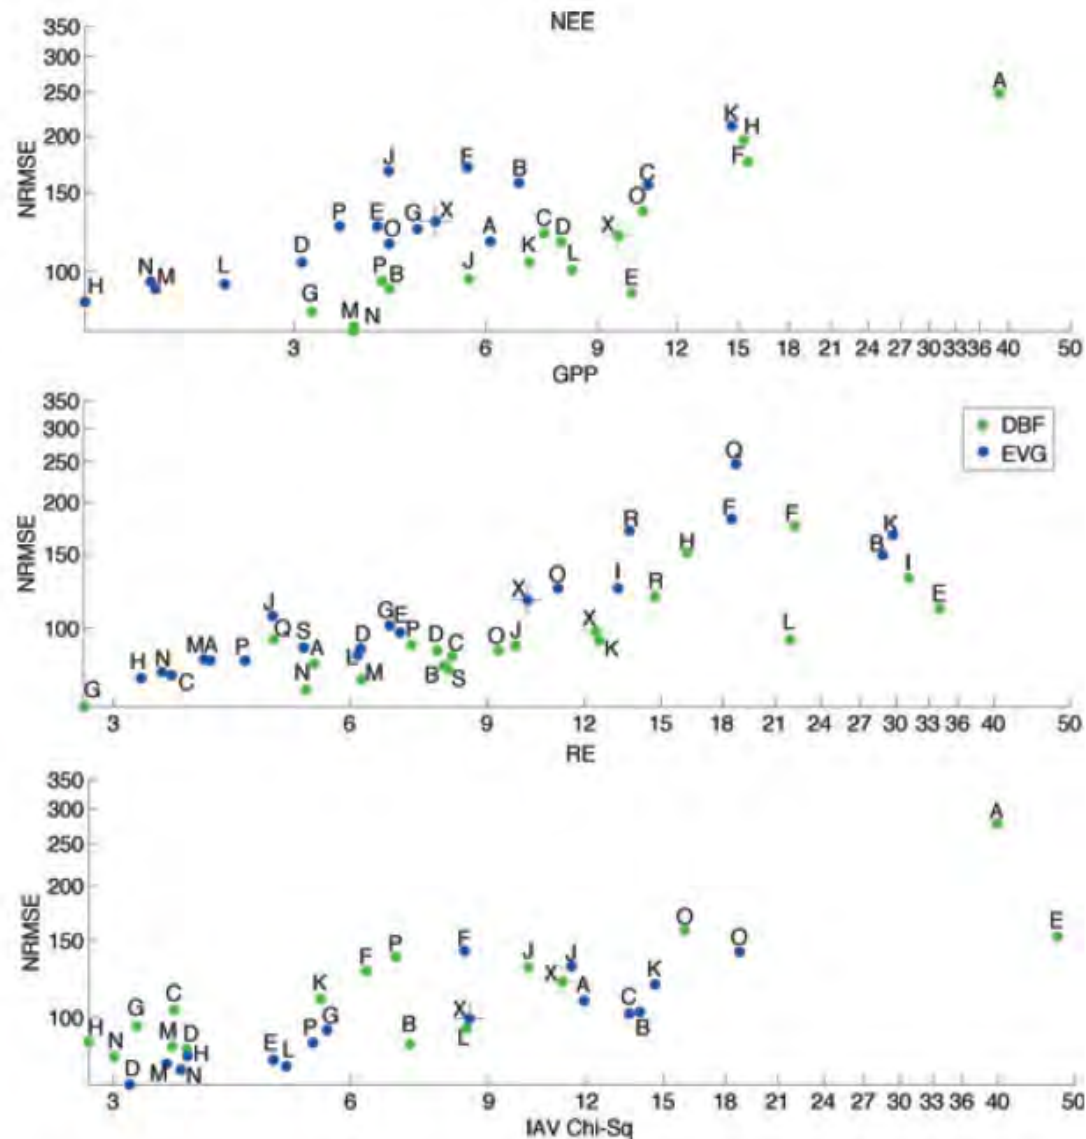 NEE
350
300
250
200
150
100
NRMSE
A
K
H
F
J
F
B
C
O
P
E
G
X
O
A
C
D
X
D
K
L
N
M
L
H
P
B
J
E
G
M
N
3 6 9 12 15 18 21 24 27 30 33 36 40 50
GPP
350
300
250
200
150
100
NRMSE
DBF
EVG
Q
F
F
R
K
B
H
I
X
O
I
R
E
J
Q
S
G
E
P
D
X
K
L
H
N
M
A
P
D
A
L
D
C
O
J
C
N
M
B
S
G
3 6 9 12 15 18 21 24 27 30 33 36 40 50
RE
350
300
250
200
150
100
NRMSE
A
E
O
O
F
P
F
J
J
X
K
K
A
C
B
C
G
X
L
G
P
B
H
N
M
D
H
E
L
D
M
N
3 6 9 12 15 18 21 24 27 30 33 36 40 50
IAV Chi-Sq